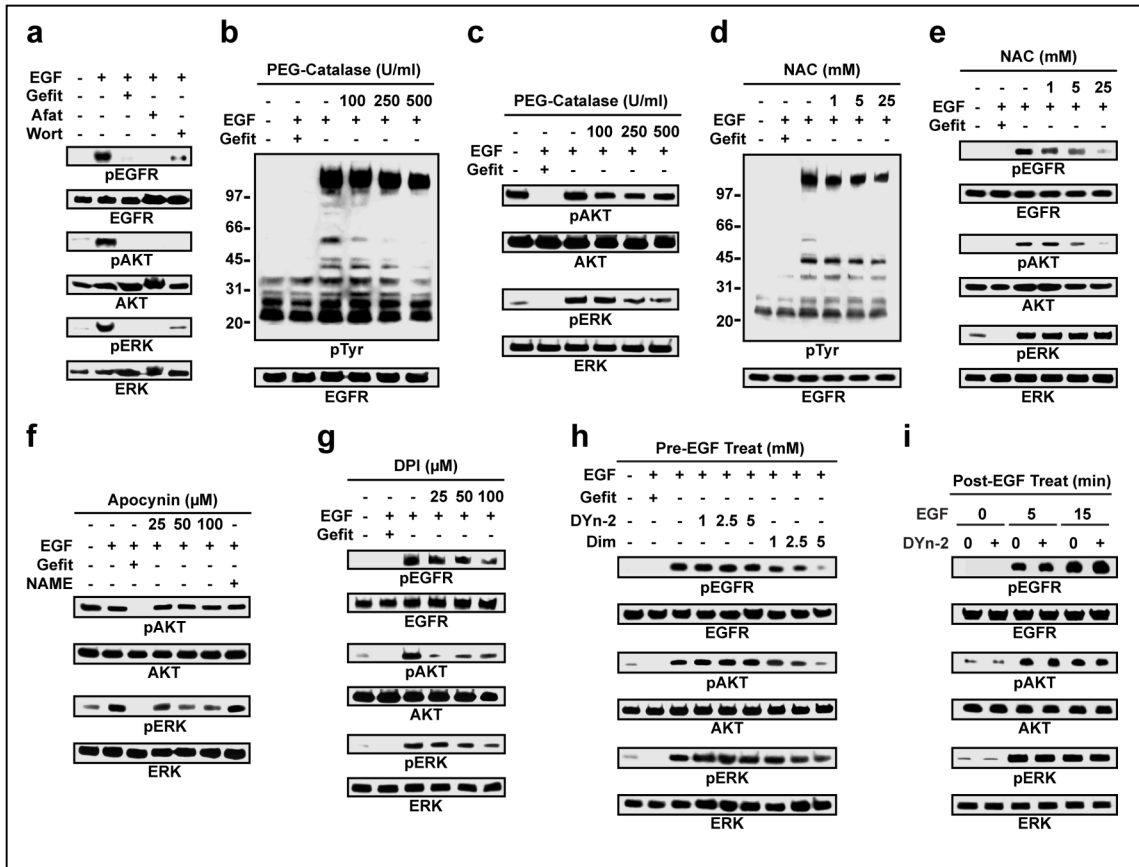 a
EGF - + + + +
Gefit - - + - -
Afat - - - + -
Wort - - - - +
pEGFR
EGFR
pAKT
AKT
pERK
ERK
b
PEG-Catalase (U/ml)
- - - 100 250 500
EGF - + + + + +
Gefit - + - - - -
97-
66-
45-
31-
20-
pTyr
EGFR
c
PEG-Catalase (U/ml)
- - - 100 250 500
EGF - + + + + +
Gefit - + - - - -
pAKT
AKT
pERK
ERK
d
NAC (mM)
- - - 1 5 25
EGF - + + + + +
Gefit - + - - - -
97-
66-
45-
31-
20-
pTyr
EGFR
e
NAC (mM)
- - - 1 5 25
EGF - + + + + +
Gefit - + - - - -
pEGFR
EGFR
pAKT
AKT
pERK
ERK
f
Apocynin (µM)
- - - 25 50 100 -
EGF - + + + + + +
Gefit - - + - - - -
NAME - - - - - - +
pAKT
AKT
pERK
ERK
g
DPI (µM)
- - - 25 50 100
EGF - + + + + +
Gefit - + - - - -
pEGFR
EGFR
pAKT
AKT
pERK
ERK
h
Pre-EGF Treat (mM)
EGF - + + + + + + + +
Gefit - + - - - - - - -
DYn-2 - - - 1 2.5 5 - - -
Dim - - - - - - 1 2.5 5
pEGFR
EGFR
pAKT
AKT
pERK
ERK
i
Post-EGF Treat (min)
EGF 0 5 15
DYn-2 0 + 0 + 0 +
pEGFR
EGFR
pAKT
AKT
pERK
ERK